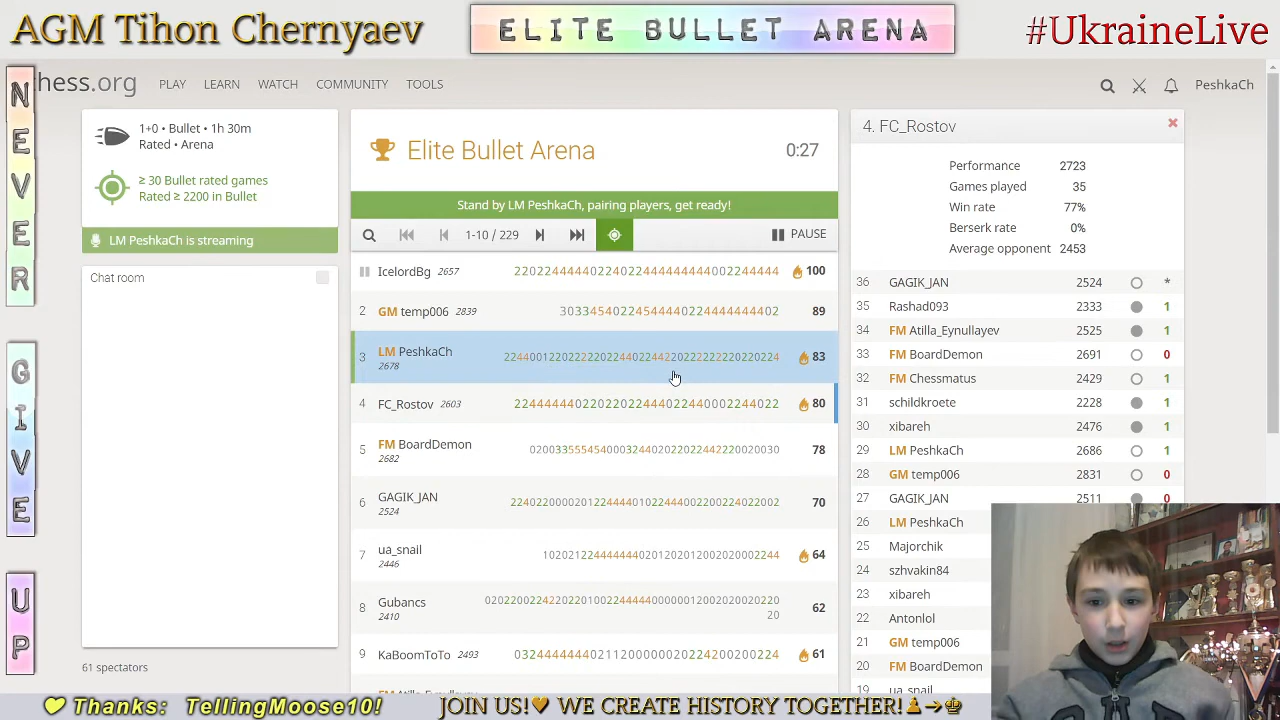 AGM Tihon Chernyaev
ELITE BULLET ARENA
#UkraineLive
NEVER
GIVE
UP
hess.org
PLAY LEARN WATCH COMMUNITY TOOLS
PeshkaCh
1+0 • Bullet • 1h 30m
Rated • Arena
≥ 30 Bullet rated games
Rated ≥ 2200 in Bullet
LM PeshkaCh is streaming
Chat room
61 spectators
Elite Bullet Arena 0:27
Stand by LM PeshkaCh, pairing players, get ready!
1-10 / 229 PAUSE
IcelordBg 2657 2202244444022402244444444002244444 100
2 GM temp006 2839 3033454022454444022444444402 89
3 LM PeshkaCh 2678 83
4 FC_Rostov 2603 80
5 FM BoardDemon 2682 78
6 GAGIK_JAN 2524 70
7 ua_snail 2446 64
8 Gubancs 2410 62
20
9 KaBoomToTo 2493 61
4. FC_Rostov
Performance 2723
Games played 35
Win rate 77%
Berserk rate 0%
Average opponent 2453
36 GAGIK_JAN 2524 *
35 Rashad093 2333 1
34 FM Atilla_Eynullayev 2525 1
33 FM BoardDemon 2691 0
32 FM Chessmatus 2429 1
31 schildkroete 2228 1
30 xibareh 2476 1
29 LM PeshkaCh 2686 1
28 GM temp006 2831 0
27 GAGIK_JAN 2511 0
26 LM PeshkaCh
25 Majorchik
24 szhvakin84
23 xibareh
22 Antonlol
21 GM temp006
20 FM BoardDemon
19 ua_snail
Thanks: TellingMoose10!
JOIN US! WE CREATE HISTORY TOGETHER!